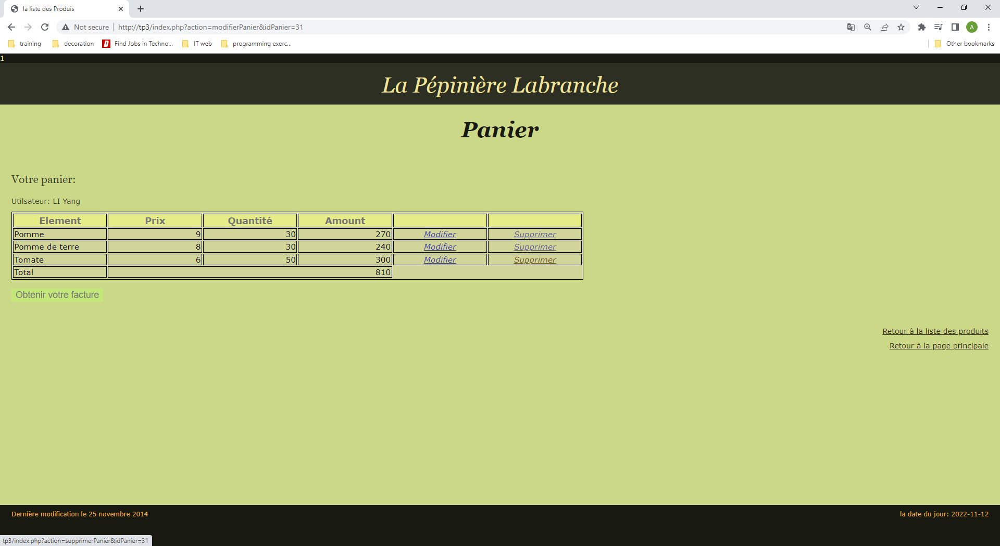 la liste des Produis
Not secure http://tp3/index.php?action=modifierPanier&idPanier=31
A
training decoration D Find Jobs in Techno... IT web programming exerc... Other bookmarks
1
La Pépinière Labranche
Panier
Votre panier:
Utilsateur: LI Yang
Element Prix Quantité Amount
Pomme 9 30 270 Modifier Supprimer
Pomme de terre 8 30 240 Modifier Supprimer
Tomate 6 50 300 Modifier Supprimer
Total 810
Obtenir votre facture
Retour à la liste des produits
Retour à la page principale
Dernière modification le 25 novembre 2014 la date du jour: 2022-11-12
tp3/index.php?action=supprimerPanier&idPanier=31